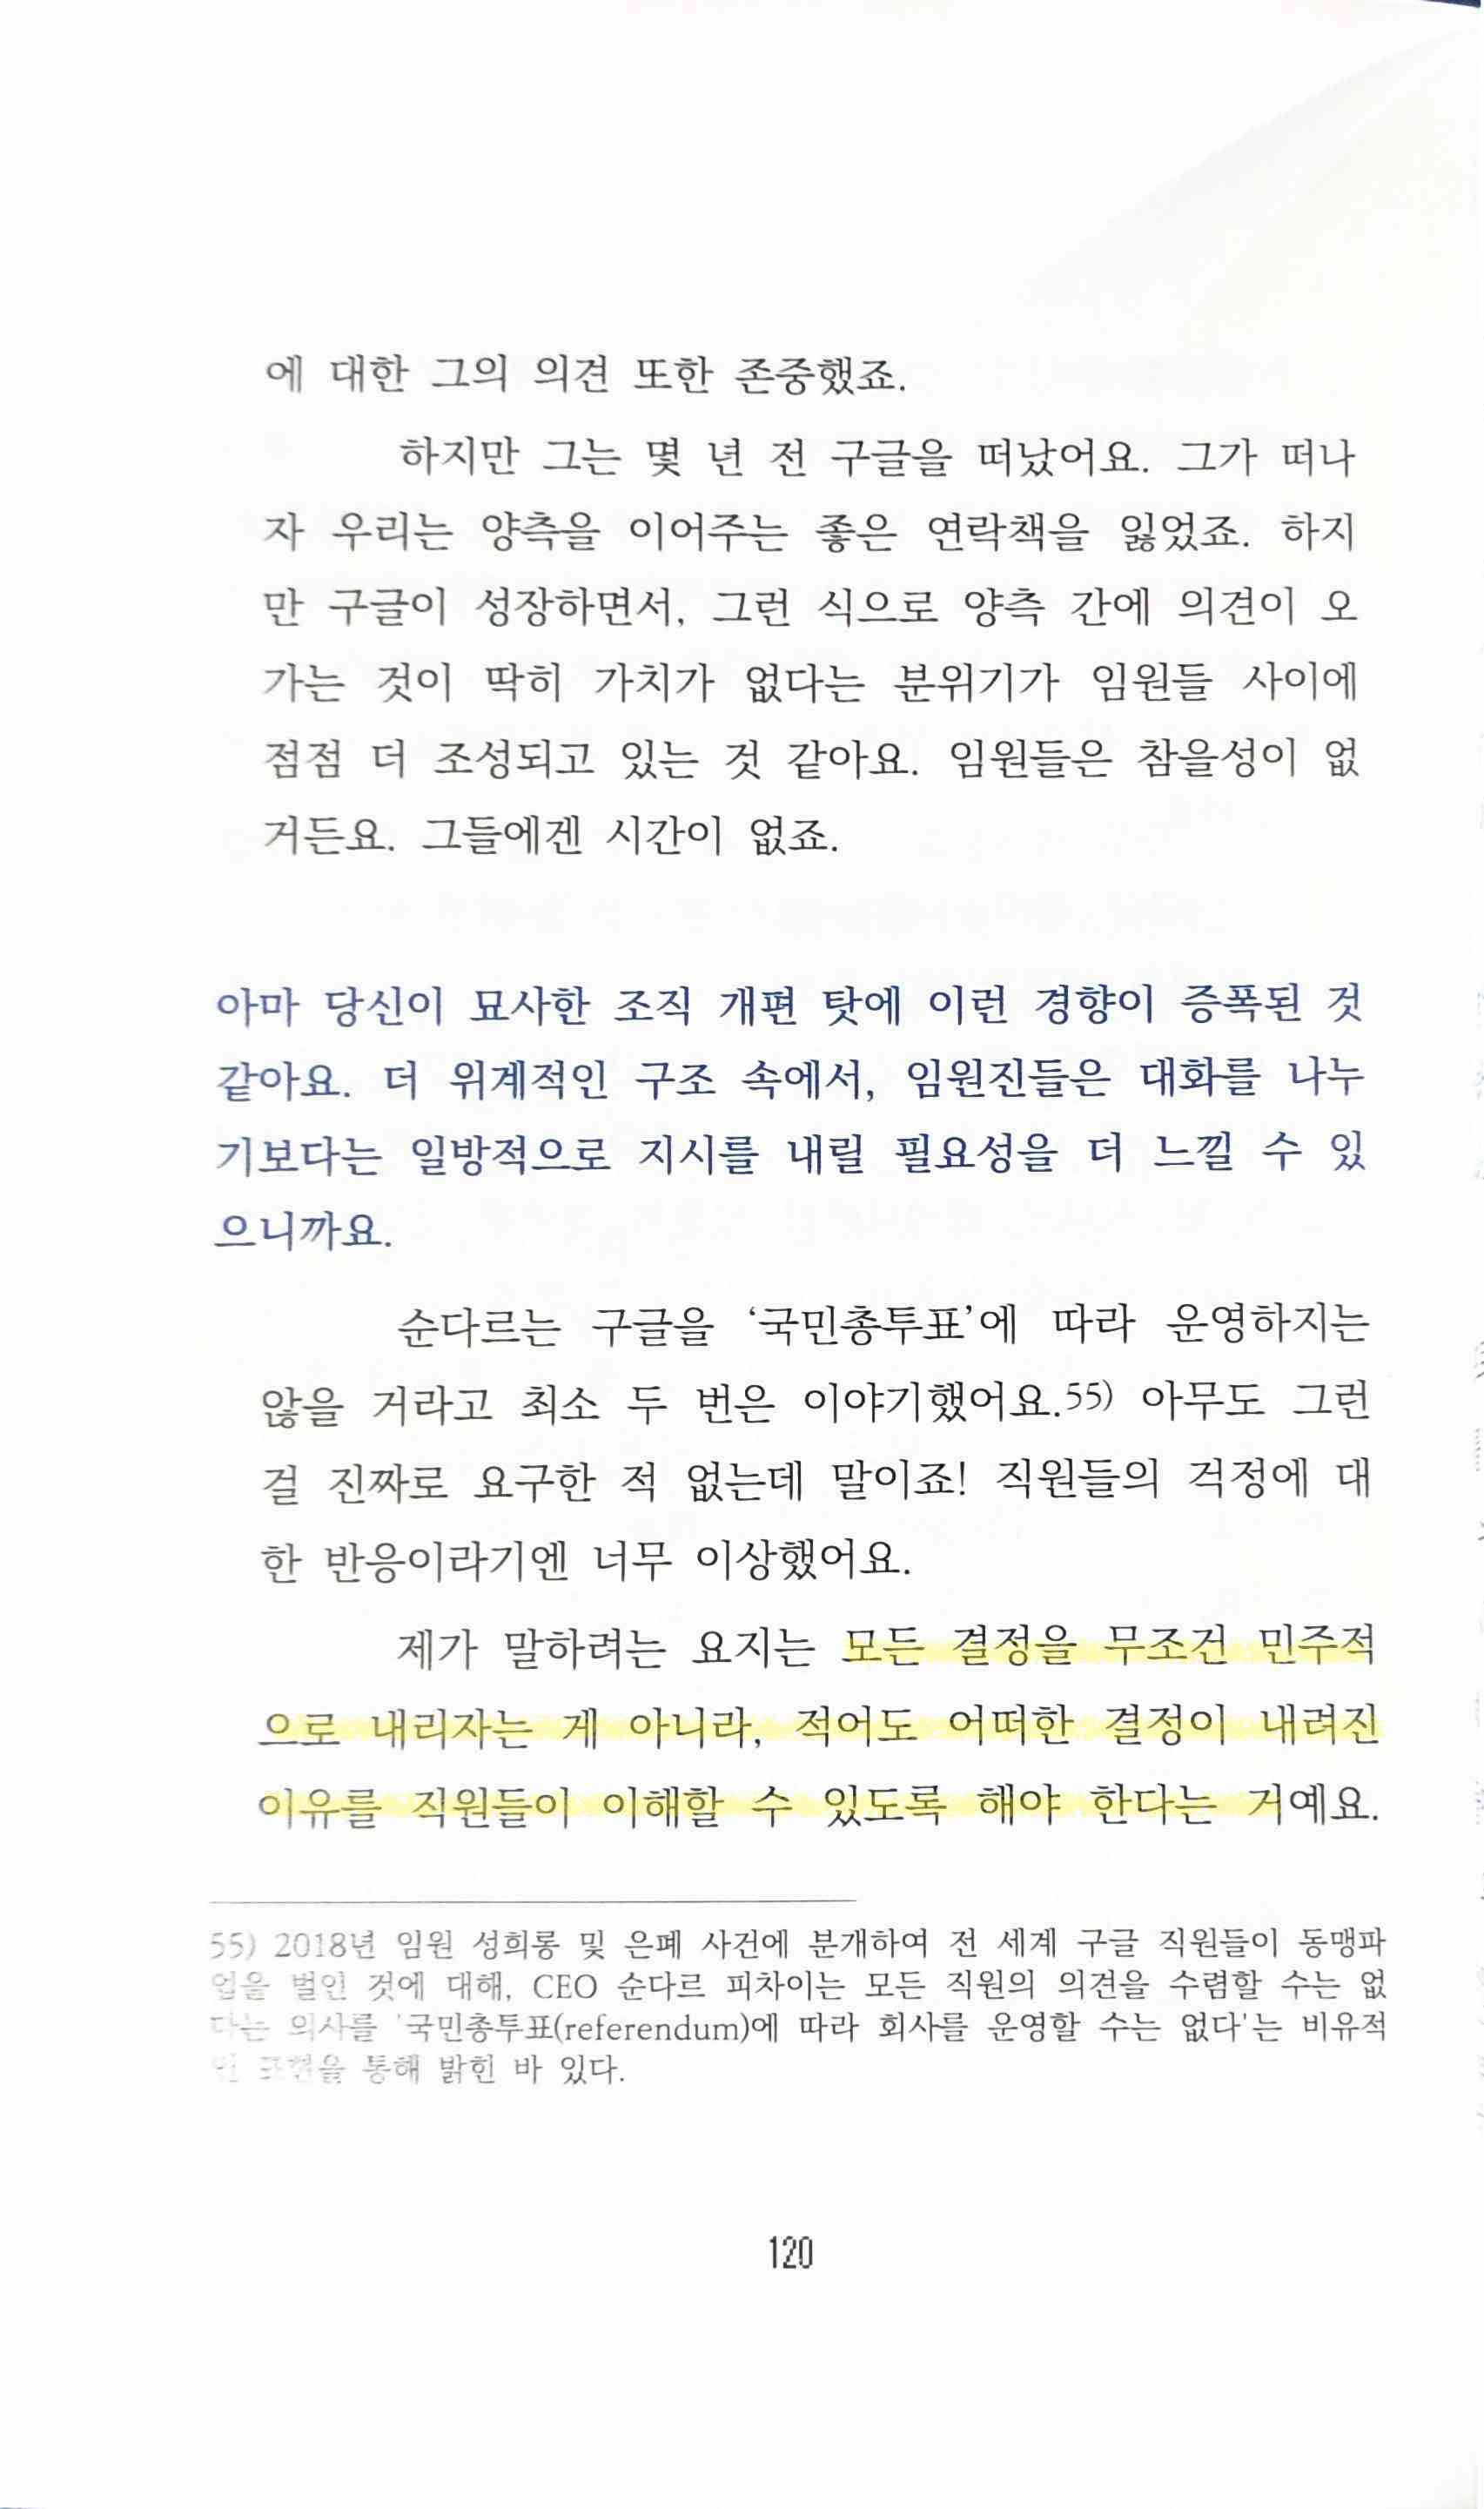 에 대한 그의 의견 또한 존중했죠.
하지만 그는 몇 년 전 구글을 떠났어요. 그가 떠나
자 우리는 양측을 이어주는 좋은 연락책을 잃었죠. 하지
만 구글이 성장하면서, 그런 식으로 양측 간에 의견이 오
가는 것이 딱히 가치가 없다는 분위기가 임원들 사이에
점점 더 조성되고 있는 것 같아요. 임원들은 참을성이 없
거든요. 그들에겐 시간이 없죠.
아마 당신이 묘사한 조직 개편 탓에 이런 경향이 증폭된 것
같아요. 더 위계적인 구조 속에서, 임원진들은 대화를 나누
기보다는 일방적으로 지시를 내릴 필요성을 더 느낄 수 있
으니까요.
순다르는 구글을 ‘국민총투표’에 따라 운영하지는
않을 거라고 최소 두 번은 이야기했어요.55) 아무도 그런
걸 진짜로 요구한 적 없는데 말이죠! 직원들의 걱정에 대
한 반응이라기엔 너무 이상했어요.
제가 말하려는 요지는 모든 결정을 무조건 민주적
으로 내리자는 게 아니라, 적어도 어떠한 결정이 내려진
이유를 직원들이 이해할 수 있도록 해야 한다는 거예요.
55) 2018년 임원 성희롱 및 은폐 사건에 분개하여 전 세계 구글 직원들이 동맹파
업을 벌인 것에 대해, CEO 순다르 피차이는 모든 직원의 의견을 수렴할 수는 없
다는 의사를 '국민총투표(referendum)에 따라 회사를 운영할 수는 없다'는 비유적
인 표현을 통해 밝힌 바 있다.
120